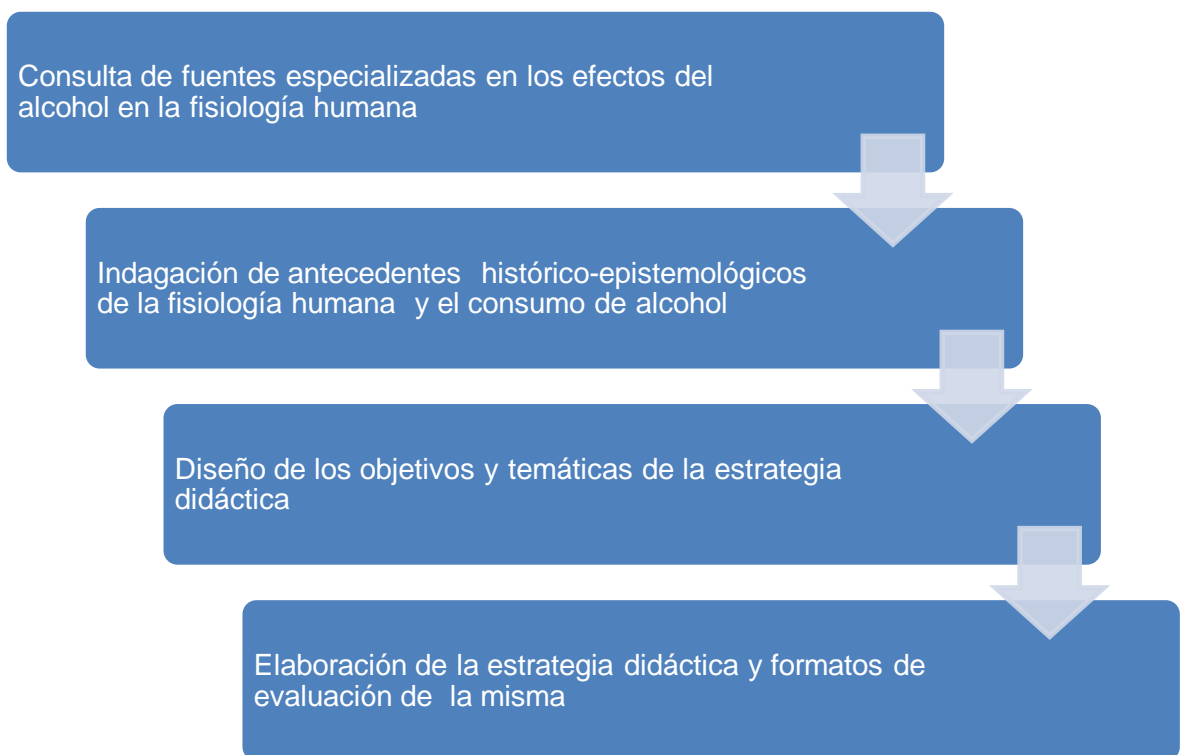 Consulta de fuentes especializadas en los efectos del
alcohol en la fisiología humana
Indagación de antecedentes  histórico-epistemológicos
de la fisiología humana  y el consumo de alcohol
Diseño de los objetivos y temáticas de la estrategia
didáctica
Elaboración de la estrategia didáctica y formatos de
evaluación de  la misma